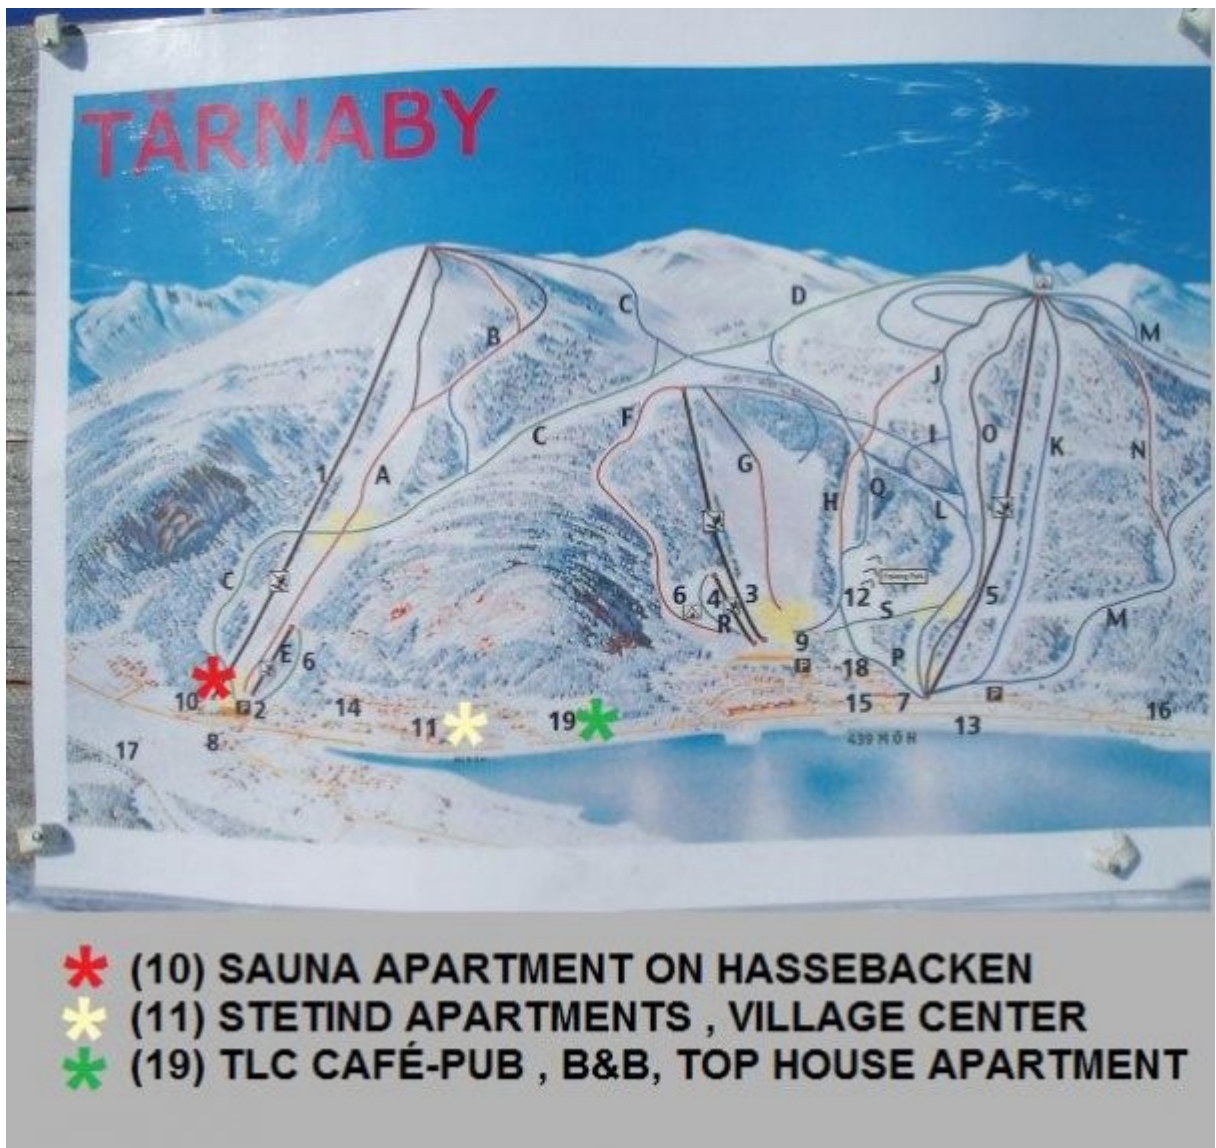 TÄRNABY
C
D
B
M
J
F
C
I
O
K
G
N
1
A
H
Q
L
C
6
4
3
12
5
S
R
M
E
6
9
P
P
18
10
P
2
14
15
7
P
16
11
19
13
8
439 M Ö H
17
(10) SAUNA APARTMENT ON HASSEBACKEN
(11) STETIND APARTMENTS , VILLAGE CENTER
(19) TLC CAFÉ-PUB , B&B, TOP HOUSE APARTMENT